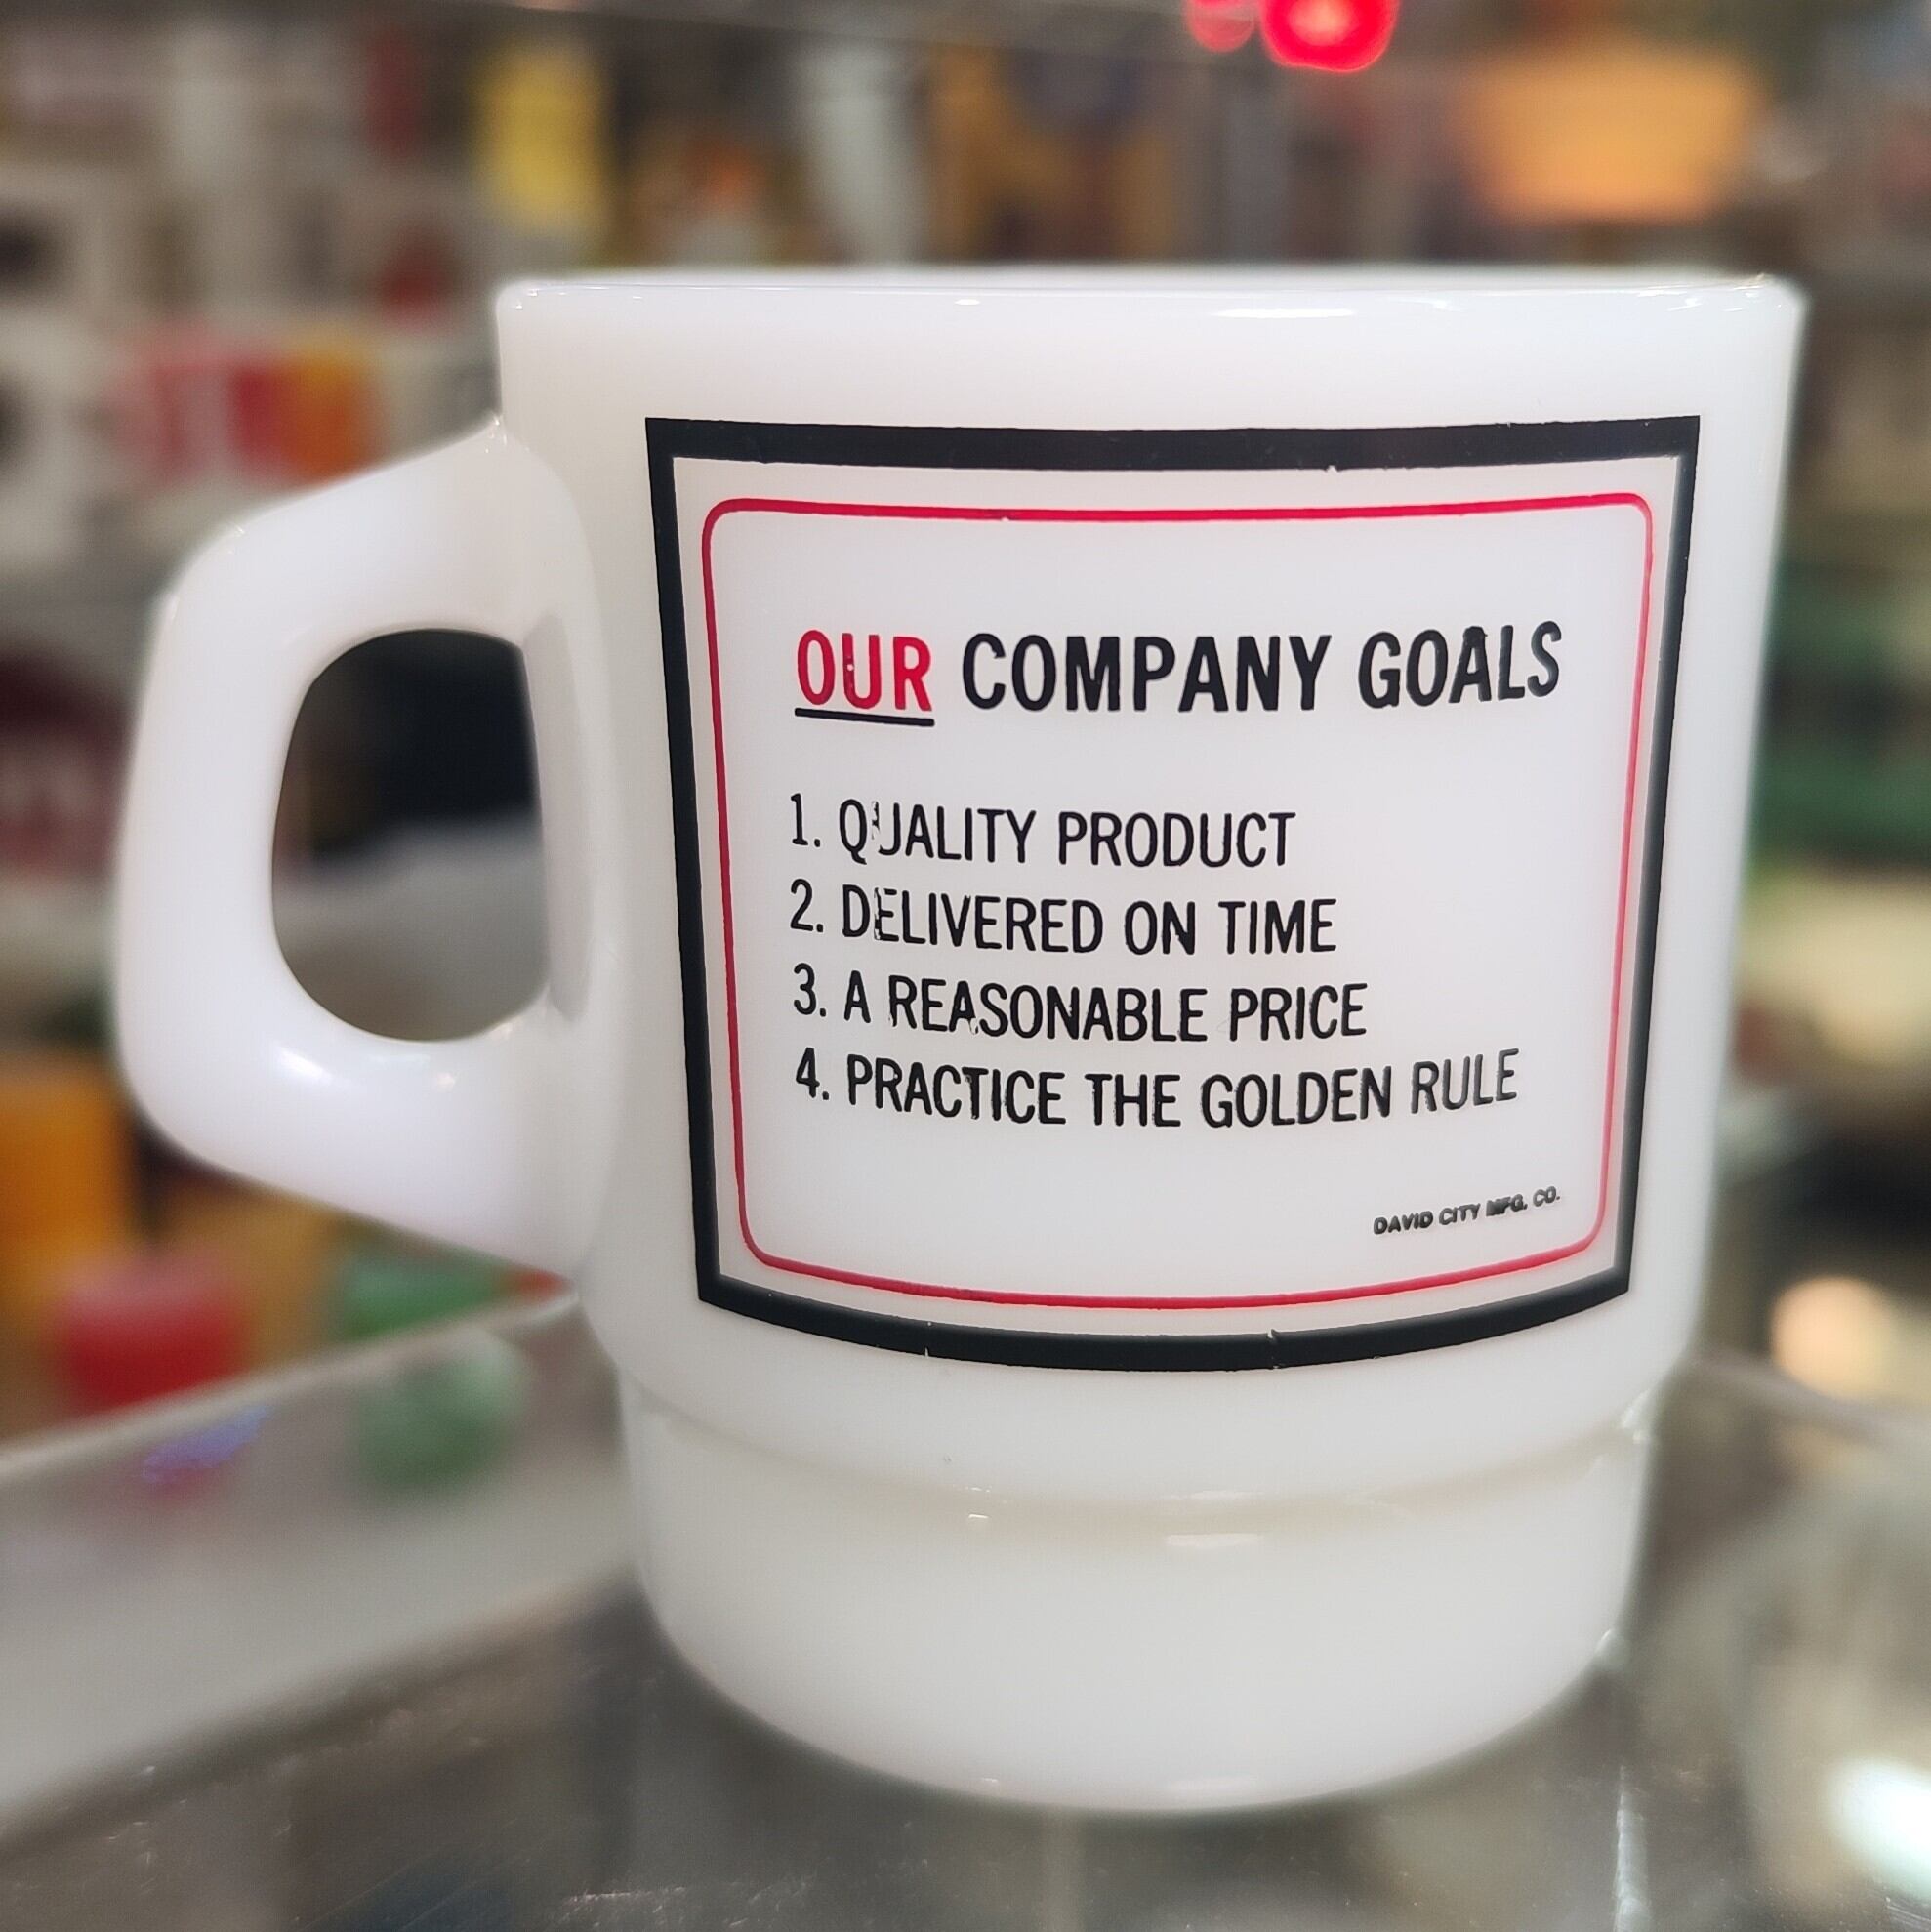 OUR COMPANY GOALS
1. QUALITY PRODUCT
2. DELIVERED ON TIME
3. A REASONABLE PRICE
4. PRACTICE THE GOLDEN RULE
DAVID CITY MFG. CO.